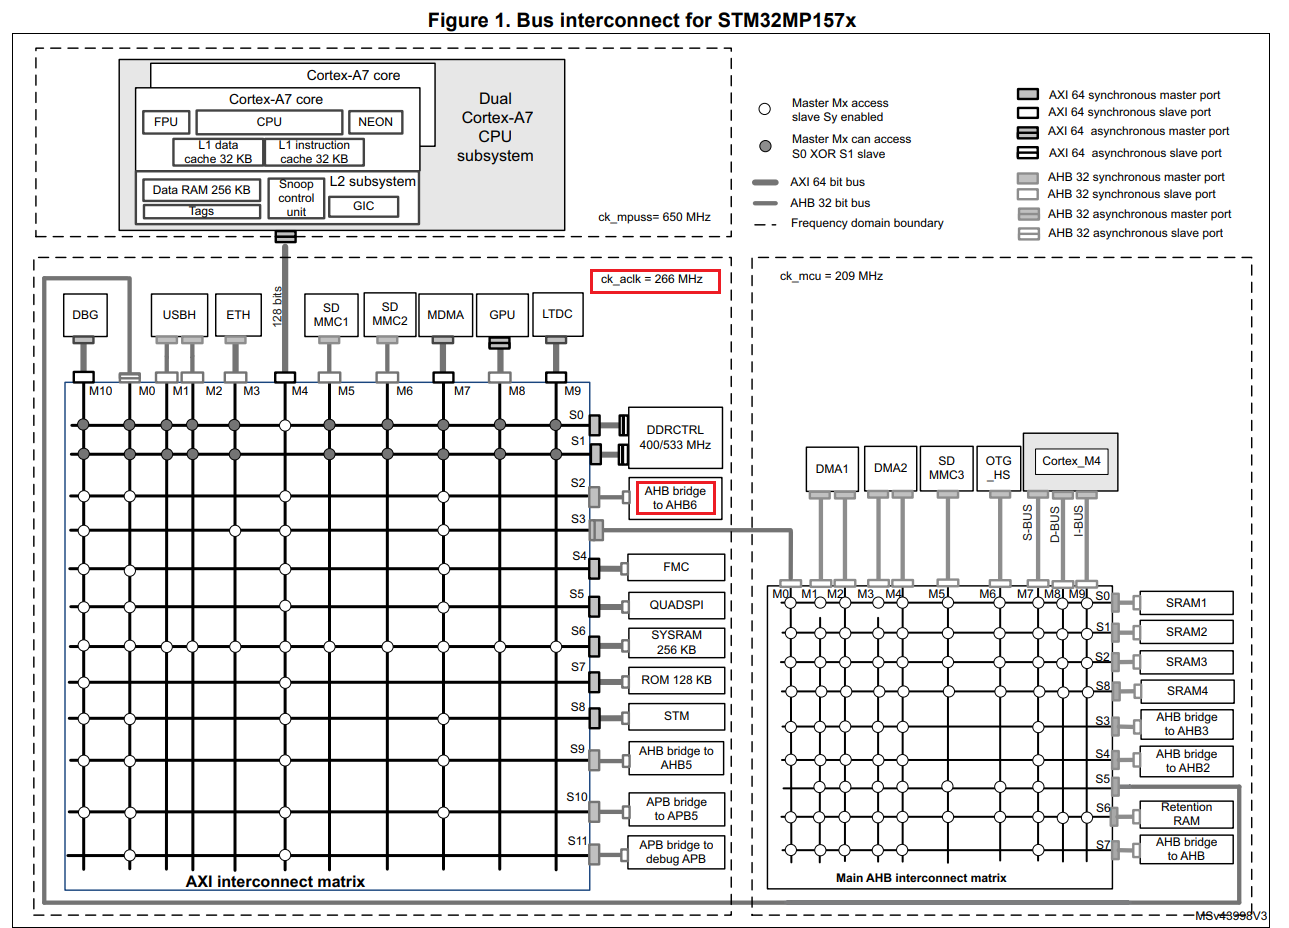 Figure 1. Bus interconnect for STM32MP157x
Cortex-A7 core
Cortex-A7 core
FPU
CPU
NEON
L1 data
cache 32 KB
L1 instruction
cache 32 KB
Dual
Cortex-A7
CPU
subsystem
L2 subsystem
Data RAM 256 KB
Tags
Snoop
control
unit
GIC
ck_mpuss= 650 MHz
Master Mx access
slave Sy enabled
Master Mx can access
S0 XOR S1 slave
AXI 64 bit bus
AHB 32 bit bus
Frequency domain boundary
AXI 64 synchronous master port
AXI 64 synchronous slave port
AXI 64 asynchronous master port
AXI 64 asynchronous slave port
AHB 32 synchronous master port
AHB 32 synchronous slave port
AHB 32 asynchronous master port
AHB 32 asynchronous slave port
ck_aclk = 266 MHz
128 bits
DBG
USBH
ETH
SD
MMC1
SD
MMC2
MDMA
GPU
LTDC
M10
M0
M1
M2
M3
M4
M5
M6
M7
M8
M9
S0
S1
DDRCTRL
400/533 MHz
S2
AHB bridge
to AHB6
S3
S4
FMC
S5
QUADSPI
S6
SYSRAM
256 KB
S7
ROM 128 KB
S8
STM
S9
AHB bridge to
AHB5
S10
APB bridge
to APB5
S11
APB bridge to
debug APB
AXI interconnect matrix
ck_mcu = 209 MHz
DMA1
DMA2
SD
MMC3
OTG
_HS
Cortex_M4
S-BUS
D-BUS
I-BUS
M0
M1
M2
M3
M4
M5
M6
M7
M8
M9
S0
SRAM1
S1
SRAM2
S2
SRAM3
S8
SRAM4
S3
AHB bridge
to AHB3
S4
AHB bridge
to AHB2
S5
S6
Retention
RAM
S7
AHB bridge
to AHB
Main AHB interconnect matrix
MSv43998V3